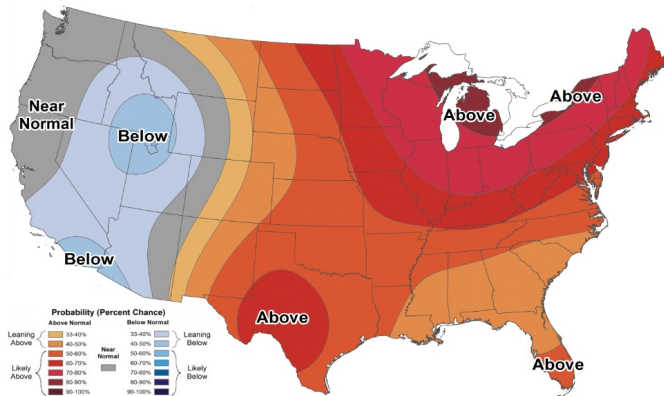 Near
Normal
Below
Above
Above
Below
Above
Above
Probability (Percent Chance)
Above Normal
Below Normal
Leaning
Above
33-40%
40-50%
Likely
Above
50-60%
60-70%
70-80%
80-90%
90-100%
Near
Normal
33-40%
40-50%
Leaning
Below
50-60%
60-70%
70-80%
80-90%
90-100%
Likely
Below